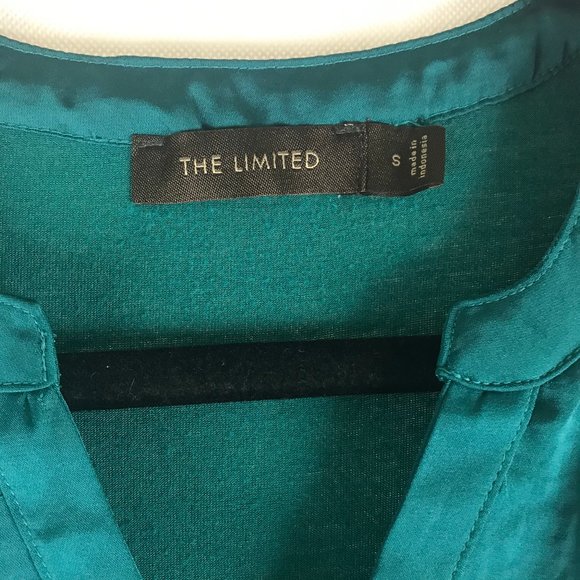 THE LIMITED
S
made in
indonesia